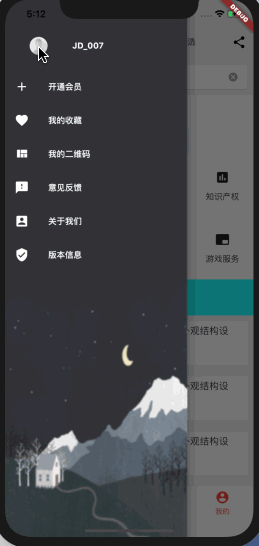 5:12
DEBUG
JD_007
开通会员
我的收藏
我的二维码
意见反馈
关于我们
版本信息
知识产权
游戏服务
观结构设
观结构设
观结构设
我的